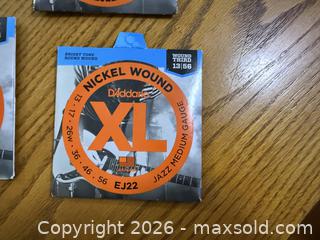 BRIGHT TONE
ROUND WOUND
WOUND
THIRD
13|56
NICKEL WOUND
D'Addario
XL
13 · 17 · 26W · 36 · 46 · 56
EJ22
JAZZ MEDIUM GAUGE
Copyright 2026 - maxsold.com